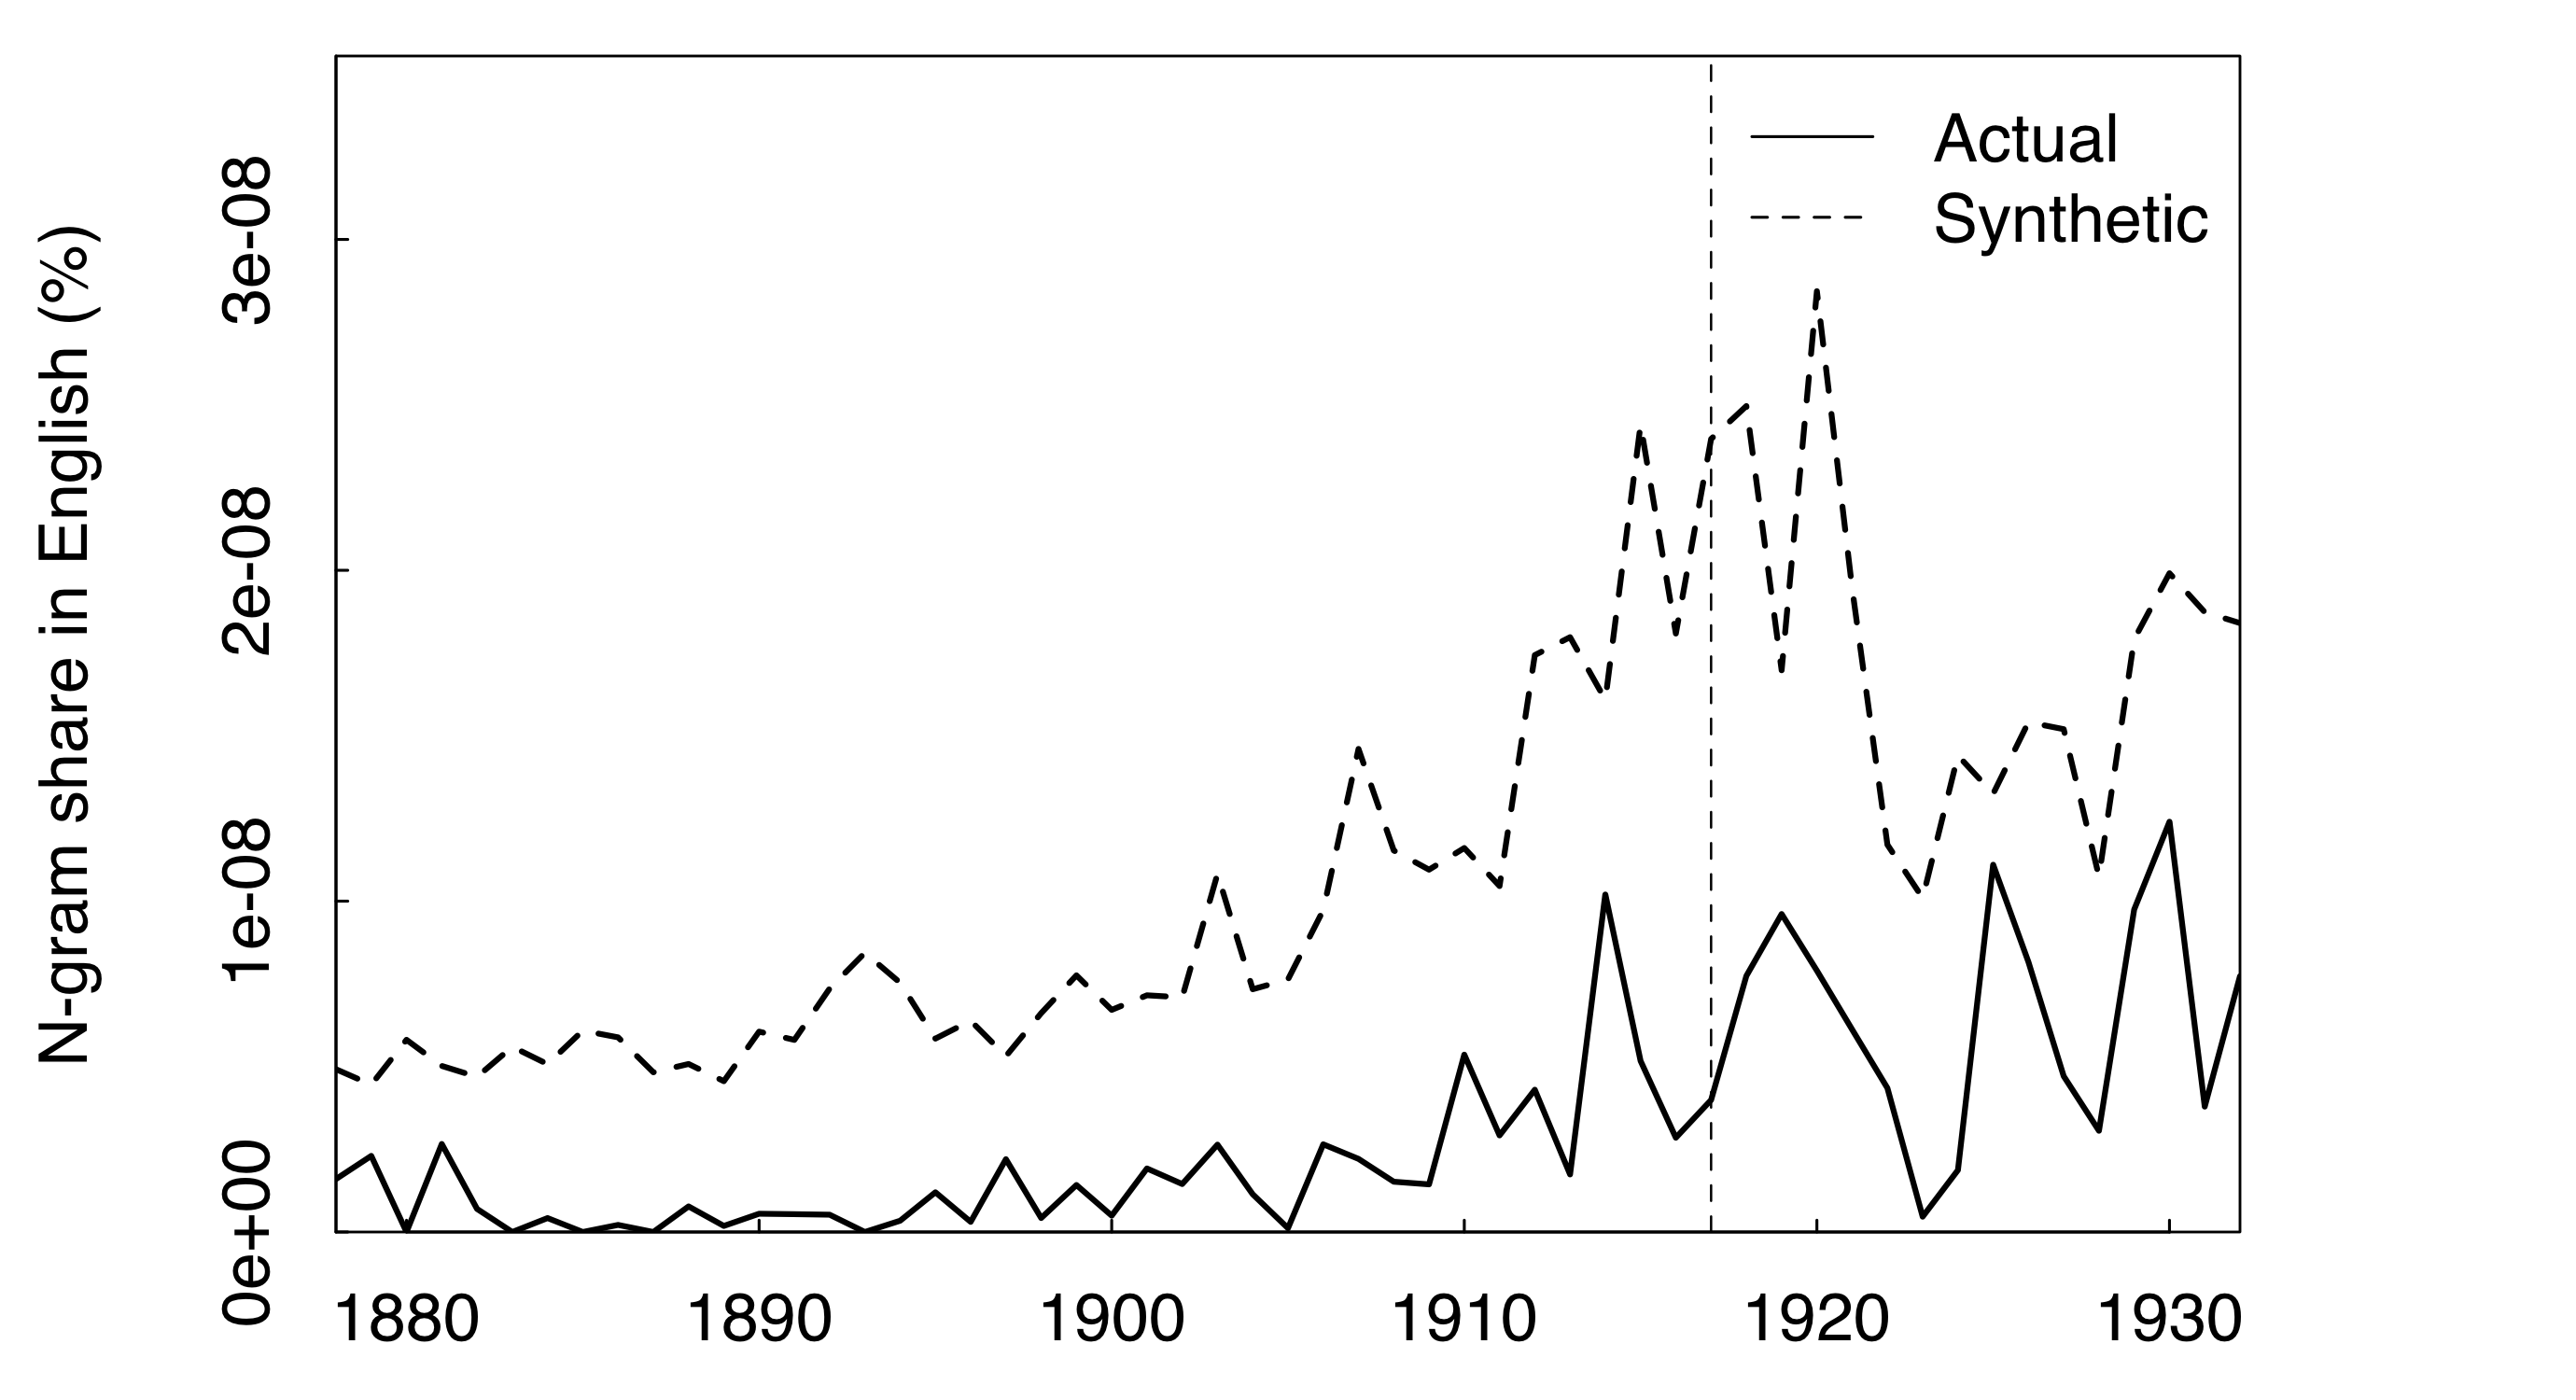 N-gram share in English (%)
3e-08
2e-08
1e-08
0e+00
Actual
Synthetic
1880 1890 1900 1910 1920 1930